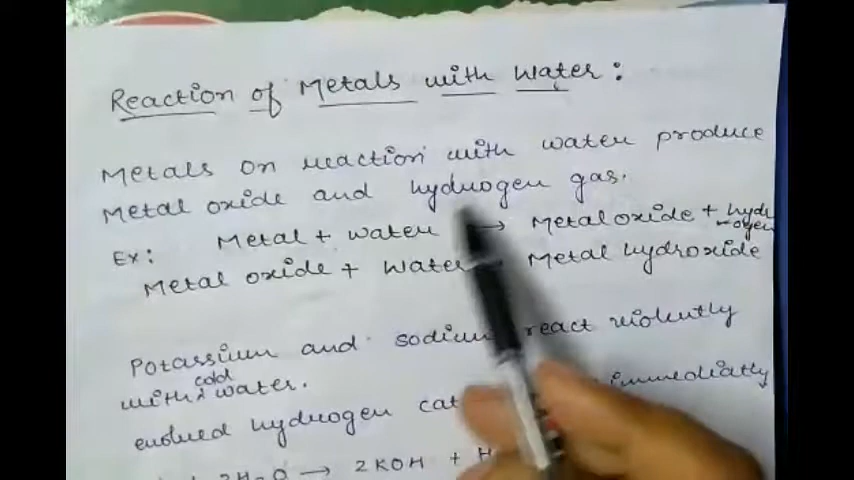 Reaction of Metals with Water:
Metals on reaction with water produce
Metal oxide and hydrogen gas.
Ex: Metal + water → Metal oxide + hydrogen
Metal oxide + water → Metal hydroxide
Potassium and sodium react violently
with cold water.
evolved hydrogen immediatly
2H2O → 2KOH + H